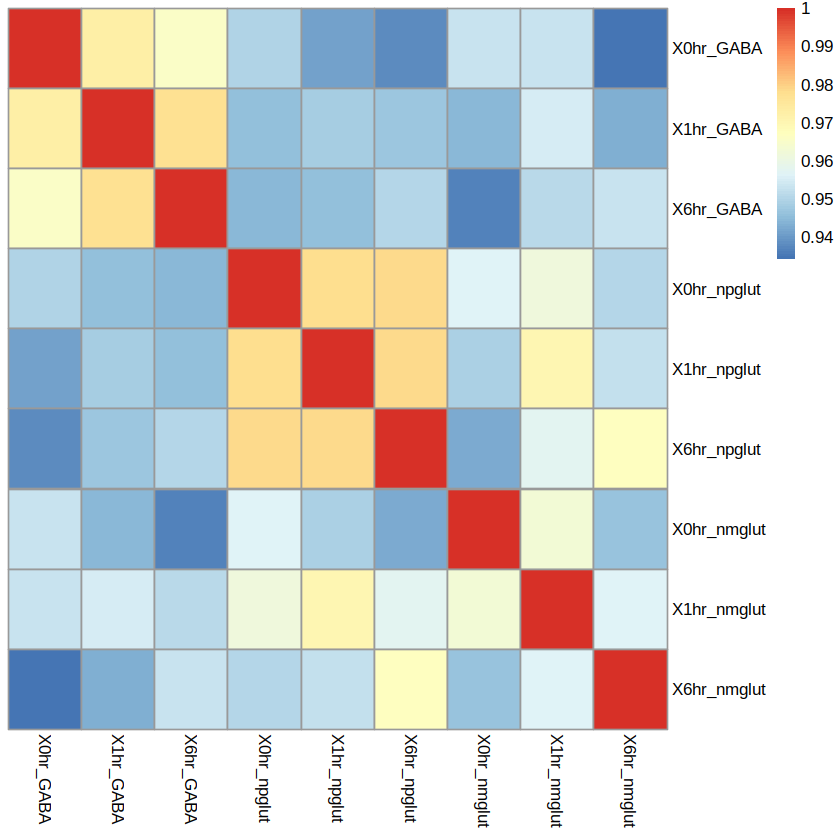 1
X0hr_GABA
0.99
0.98
X1hr_GABA
0.97
0.96
X6hr_GABA
0.95
0.94
X0hr_npglut
X1hr_npglut
X6hr_npglut
X0hr_nmglut
X1hr_nmglut
X6hr_nmglut
X0hr_GABA
X1hr_GABA
X6hr_GABA
X0hr_npglut
X1hr_npglut
X6hr_npglut
X0hr_nmglut
X1hr_nmglut
X6hr_nmglut